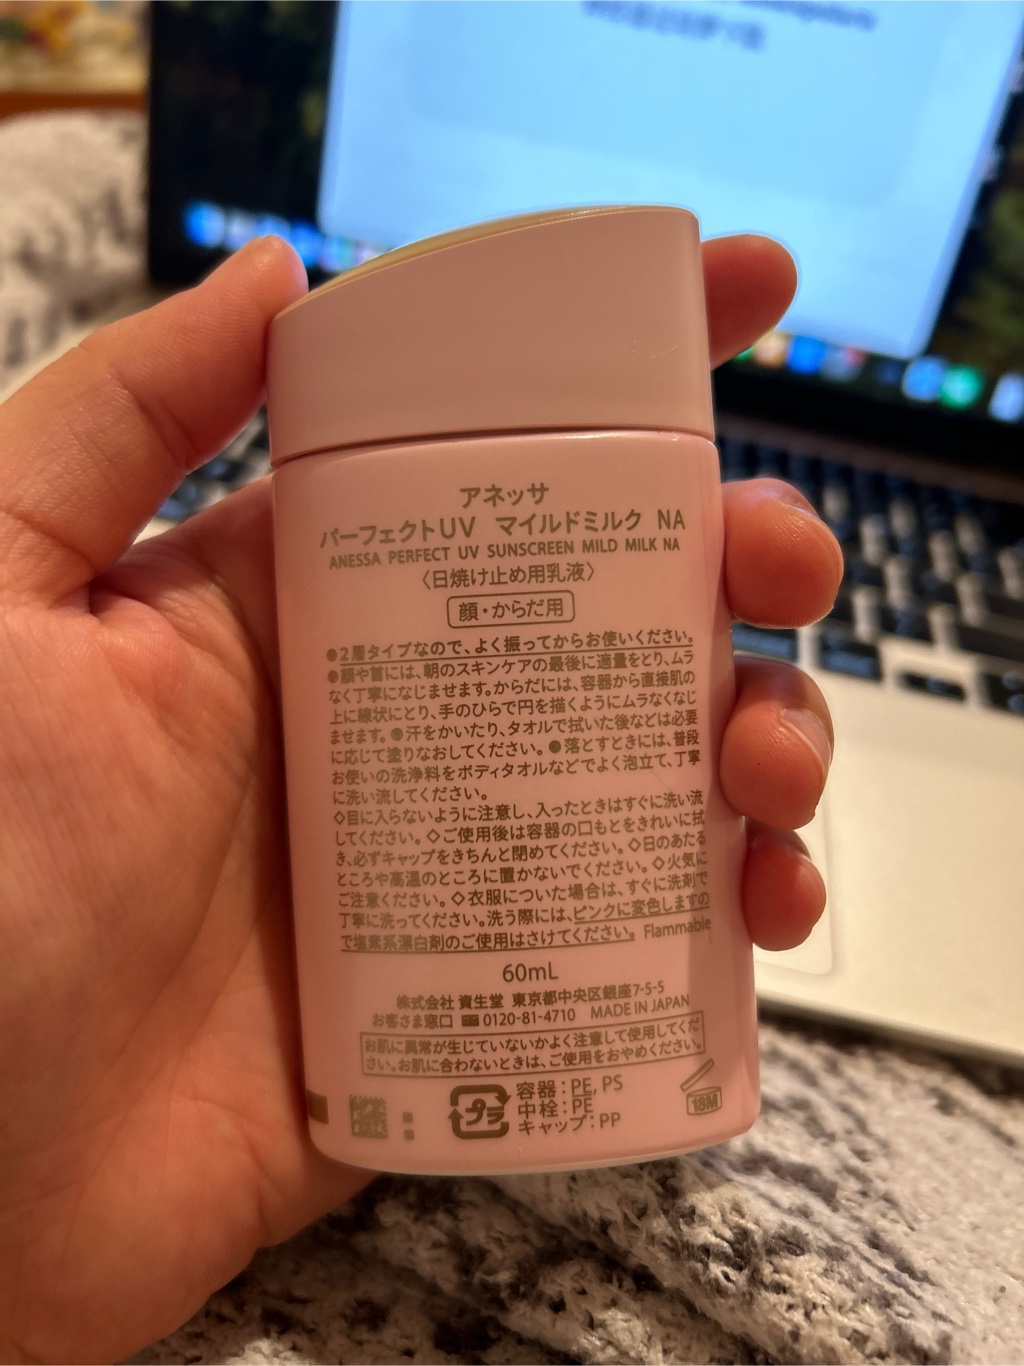 アネッサ
パーフェクトUV マイルドミルク NA
ANESSA PERFECT UV SUNSCREEN MILD MILK NA
〈日焼け止め用乳液〉
顔・からだ用
●2層タイプなので、よく振ってからお使いください。
●顔や首には、朝のスキンケアの最後に適量をとり、ムラ
なく丁寧になじませます。からだには、容器から直接肌の
上に線状にとり、手のひらで円を描くようにムラなくなじ
ませます。●汗をかいたり、タオルで拭いた後などは必要
に応じて塗りなおしてください。●落とすときには、普段
お使いの洗浄料をボディタオルなどでよく泡立て、丁寧
に洗い流してください。
◇目に入らないように注意し、入ったときはすぐに洗い流
してください。◇ご使用後は容器の口もとをきれいに拭
き、必ずキャップをきちんと閉めてください。◇日のあたる
ところや高温のところに置かないでください。◇火気に
ご注意ください。◇衣服についた場合は、すぐに洗剤で
丁寧に洗ってください。洗う際には、ピンクに変色しますの
で塩素系漂白剤のご使用はさけてください。 Flammable
60mL
株式会社 資生堂 東京都中央区銀座7-5-5
お客さま窓口 0120-81-4710 MADE IN JAPAN
お肌に異常が生じていないかよく注意して使用してくだ
さい。お肌に合わないときは、ご使用をおやめください。
プラ
容器：PE, PS
中栓：PE
キャップ：PP
18M